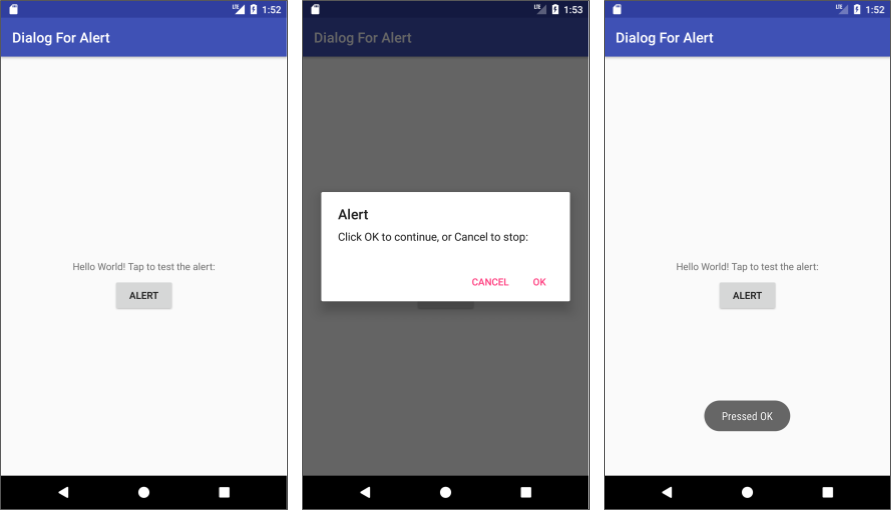 LTE 1:52
Dialog For Alert
Hello World! Tap to test the alert:
ALERT
LTE 1:53
Dialog For Alert
Alert
Click OK to continue, or Cancel to stop:
CANCEL OK
LTE 1:52
Dialog For Alert
Hello World! Tap to test the alert:
ALERT
Pressed OK